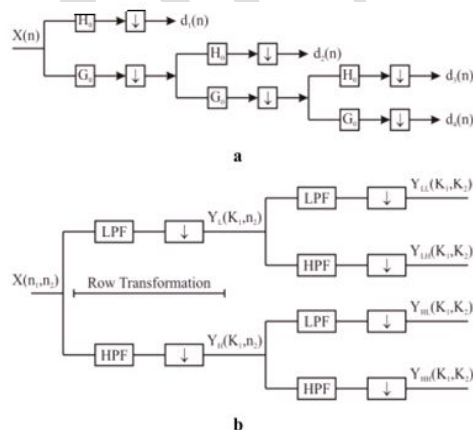 X(n)
H₀
↓
d₁(n)
G₀
↓
H₀
↓
d₂(n)
G₀
↓
H₀
↓
d₃(n)
G₀
↓
d₄(n)
a
X(n₁,n₂)
LPF
↓
Y_L(K₁,n₂)
LPF
↓
Y_LL(K₁,K₂)
HPF
↓
Y_LH(K₁,K₂)
Row Transformation
HPF
↓
Y_H(K₁,n₂)
LPF
↓
Y_HL(K₁,K₂)
HPF
↓
Y_HH(K₁,K₂)
b